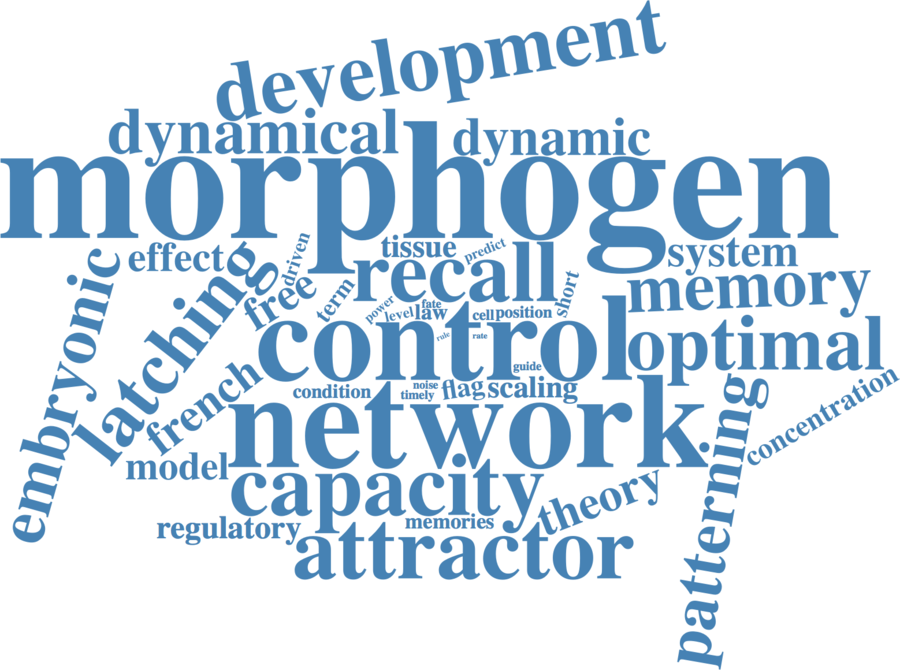 development
dynamical
dynamic
morphogen
effect
driven
tissue
predict
system
embryonic
latching
free
term
recall
short
memory
power
level
fate
law
cell
position
control
rule
rate
optimal
french
condition
noise
timely
flag
guide
scaling
concentration
model
network
patterning
capacity
theory
regulatory
memories
attractor